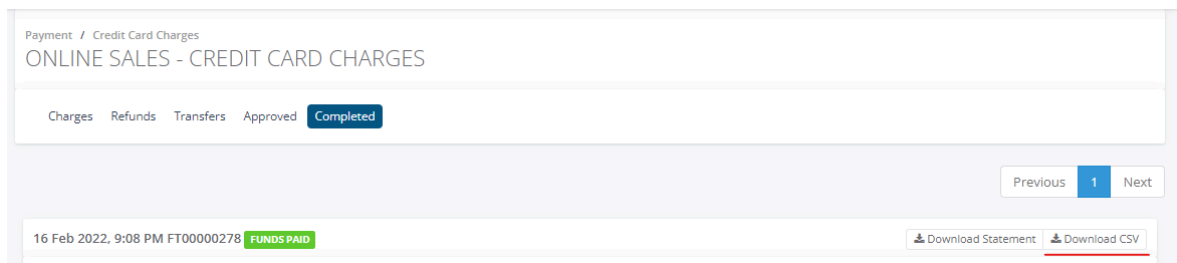 Payment / Credit Card Charges
ONLINE SALES - CREDIT CARD CHARGES
Charges Refunds Transfers Approved Completed
Previous 1 Next
16 Feb 2022, 9:08 PM FT00000278 FUNDS PAID Download Statement Download CSV